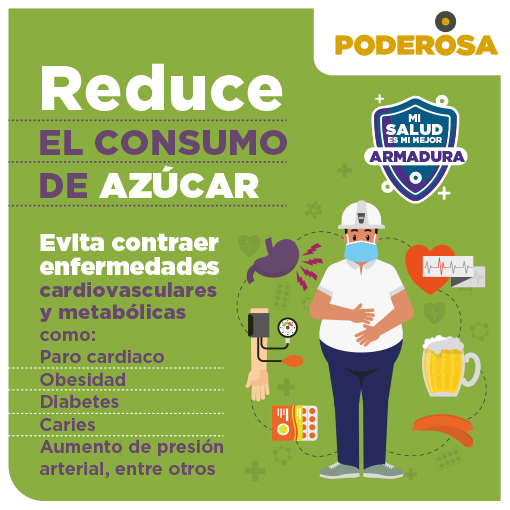 PODEROSA
Reduce
EL CONSUMO
DE AZÚCAR
MI
SALUD
ES MI MEJOR
ARMADURA
Evita contraer
enfermedades
cardiovasculares
y metabólicas
como:
Paro cardiaco
Obesidad
Diabetes
Caries
Aumento de presión
arterial, entre otros